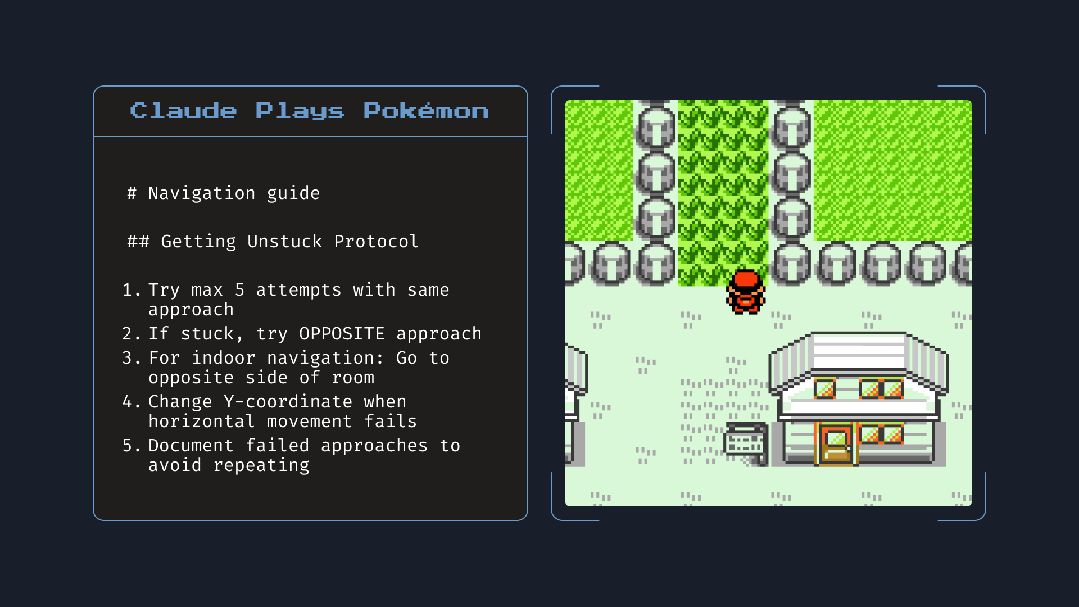 Claude Plays Pokémon
# Navigation guide
## Getting Unstuck Protocol
1. Try max 5 attempts with same
approach
2. If stuck, try OPPOSITE approach
3. For indoor navigation: Go to
opposite side of room
4. Change Y-coordinate when
horizontal movement fails
5. Document failed approaches to
avoid repeating